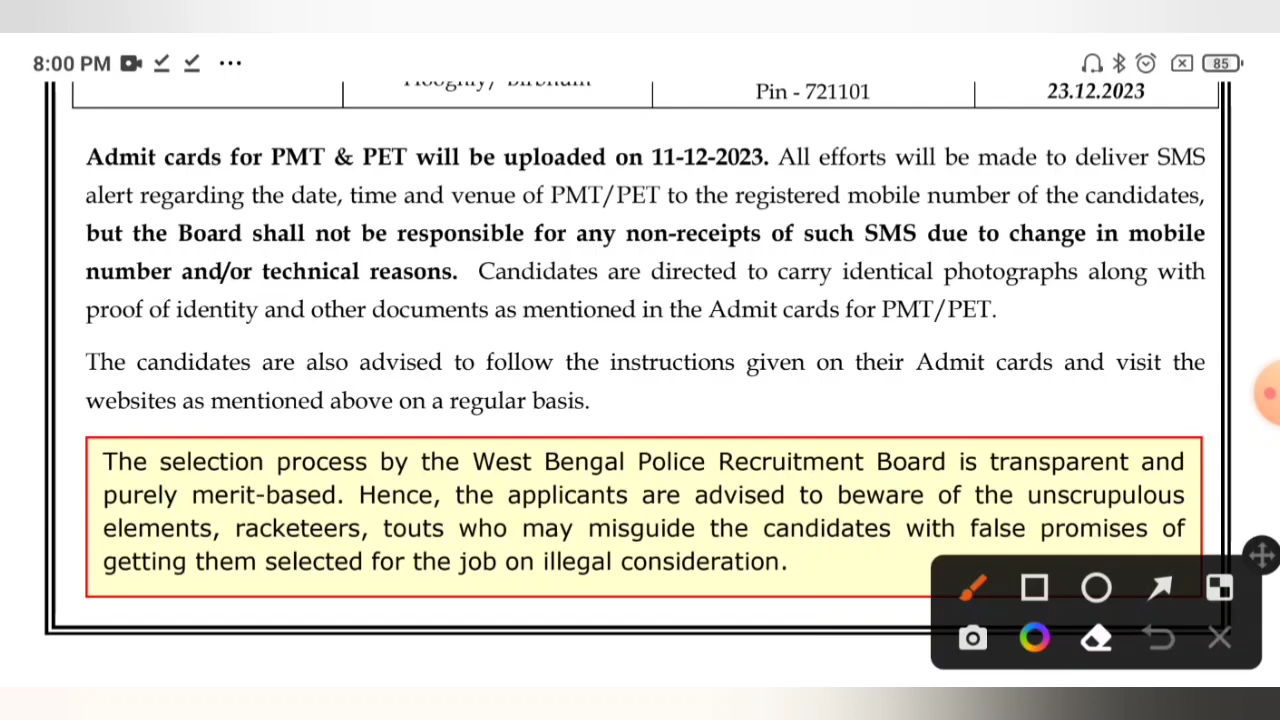 8:00 PM
85
Pin - 721101
23.12.2023
Admit cards for PMT & PET will be uploaded on 11-12-2023. All efforts will be made to deliver SMS
alert regarding the date, time and venue of PMT/PET to the registered mobile number of the candidates,
but the Board shall not be responsible for any non-receipts of such SMS due to change in mobile
number and/or technical reasons. Candidates are directed to carry identical photographs along with
proof of identity and other documents as mentioned in the Admit cards for PMT/PET.
The candidates are also advised to follow the instructions given on their Admit cards and visit the
websites as mentioned above on a regular basis.
The selection process by the West Bengal Police Recruitment Board is transparent and
purely merit-based. Hence, the applicants are advised to beware of the unscrupulous
elements, racketeers, touts who may misguide the candidates with false promises of
getting them selected for the job on illegal consideration.